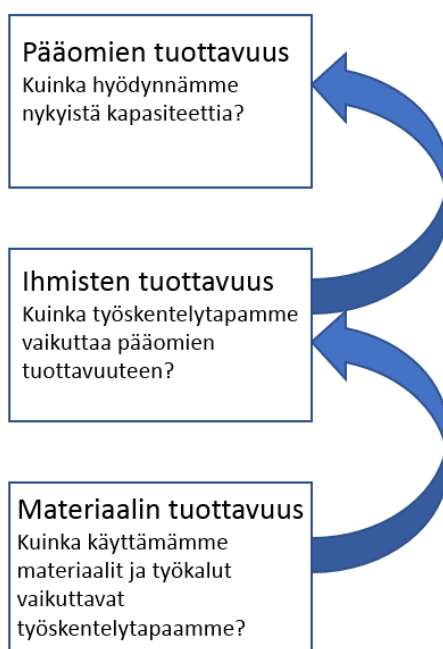 Pääomien tuottavuus
Kuinka hyödynnämme
nykyistä kapasiteettia?
Ihmisten tuottavuus
Kuinka työskentelytapamme
vaikuttaa pääomien
tuottavuuteen?
Materiaalin tuottavuus
Kuinka käyttämämme
materiaalit ja työkalut
vaikuttavat
työskentelytapaamme?